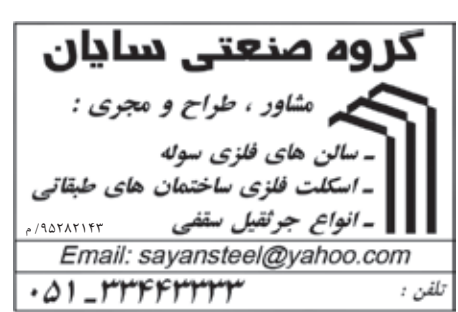 گروه صنعتی سایان
مشاور ، طراح و مجری :
ـ سالن های فلزی سوله
ـ اسکلت فلزی ساختمان های طبقاتی
ـ انواع جرثقیل سقفی
۹۵۲۸۲۱۴۳/ م
Email: sayansteel@yahoo.com
تلفن : ۳۳۴۴۳۳۳۳ـ۰۵۱